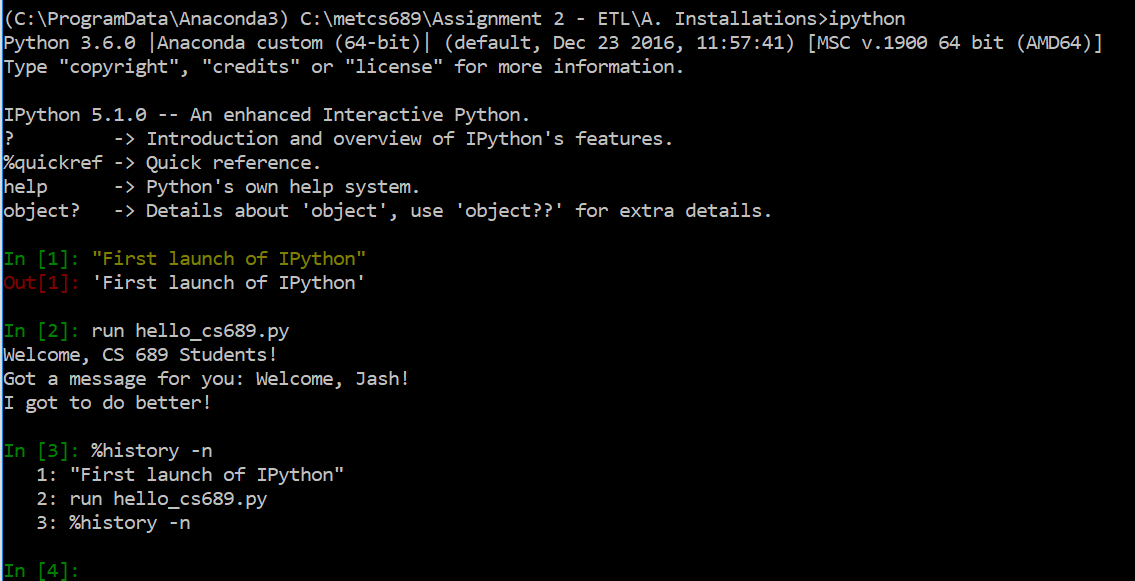 (C:\ProgramData\Anaconda3) C:\metcs689\Assignment 2 - ETL\A. Installations>ipython
Python 3.6.0 |Anaconda custom (64-bit)| (default, Dec 23 2016, 11:57:41) [MSC v.1900 64 bit (AMD64)]
Type "copyright", "credits" or "license" for more information.

IPython 5.1.0 -- An enhanced Interactive Python.
?         -> Introduction and overview of IPython's features.
%quickref -> Quick reference.
help      -> Python's own help system.
object?   -> Details about 'object', use 'object??' for extra details.

In [1]: "First launch of IPython"
Out[1]: 'First launch of IPython'

In [2]: run hello_cs689.py
Welcome, CS 689 Students!
Got a message for you: Welcome, Jash!
I got to do better!

In [3]: %history -n
   1: "First launch of IPython"
   2: run hello_cs689.py
   3: %history -n

In [4]: